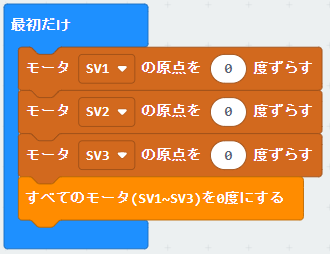 最初だけ
モータ SV1 の原点を 0 度ずらす
モータ SV2 の原点を 0 度ずらす
モータ SV3 の原点を 0 度ずらす
すべてのモータ(SV1~SV3)を0度にする